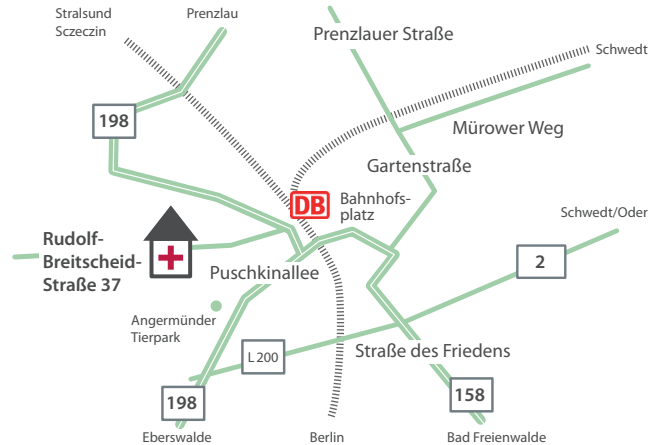 Stralsund
Sczeczin
Prenzlau
Prenzlauer Straße
Schwedt
198
Mürower Weg
Gartenstraße
DB
Bahnhofs-
platz
Schwedt/Oder
Rudolf-
Breitscheid-
Straße 37
2
Puschkinallee
Angermünder
Tierpark
L 200
Straße des Friedens
198
158
Eberswalde
Berlin
Bad Freienwalde